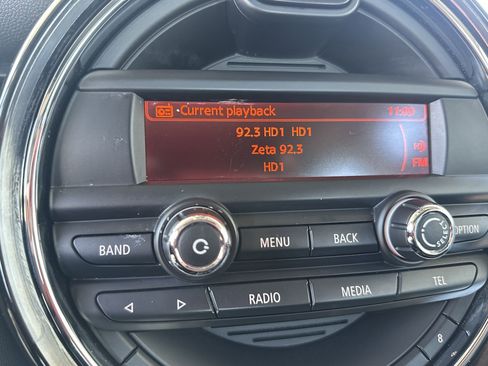 Current playback
92.3 HD1 HD1
Zeta 92.3
HD1
FM
BAND
MENU
BACK
SELECT
OPTION
RADIO
MEDIA
TEL
8